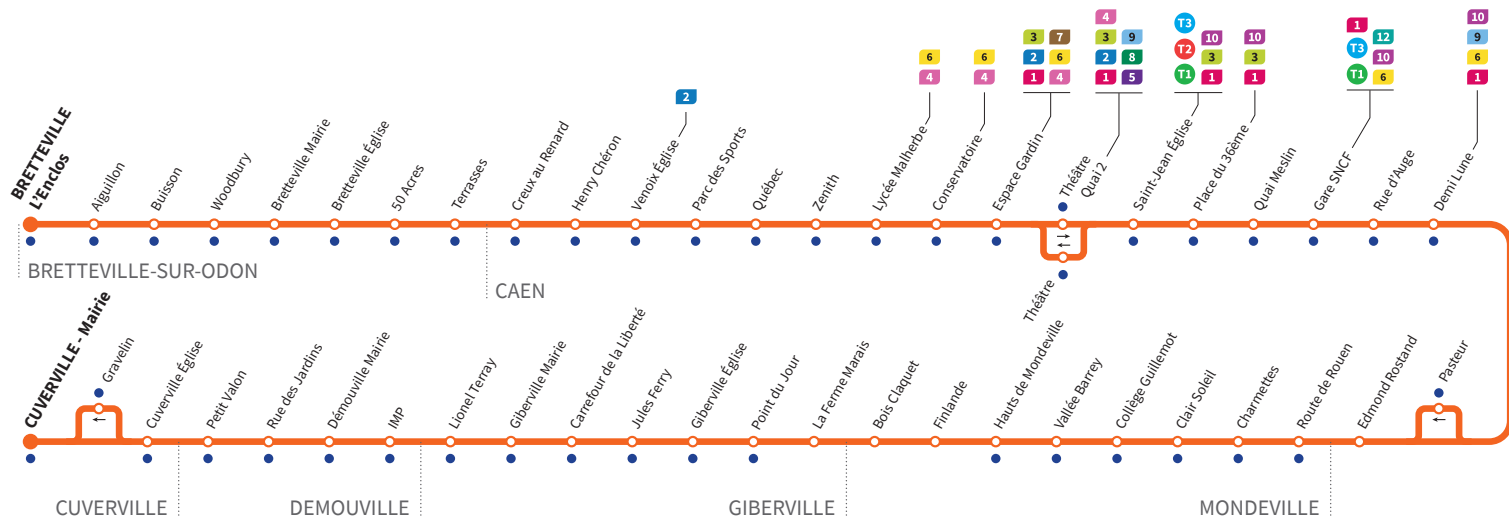 4
T3
10
10
1
10
3
7
3
9
T2
T3
12
9
6
6
2
6
2
8
3
3
10
6
4
4
1
4
1
5
T1
1
1
T1
6
1
2
BRETTEVILLE
L'Enclos
Aiguillon
Buisson
Woodbury
Bretteville Mairie
Bretteville Église
50 Acres
Terrasses
Creux au Renard
Henry Chéron
Venoix Église
Parc des Sports
Québec
Zenith
Lycée Malherbe
Conservatoire
Espace Gardin
Théâtre
Quai 2
Saint-Jean Église
Place du 36ème
Quai Meslin
Gare SNCF
Rue d'Auge
Demi Lune
BRETTEVILLE-SUR-ODON
CAEN
Théâtre
CUVERVILLE - Mairie
Gravelin
Cuverville Église
Petit Valon
Rue des Jardins
Démouville Mairie
IMP
Lionel Terray
Giberville Mairie
Carrefour de la Liberté
Jules Ferry
Giberville Église
Point du Jour
La Ferme Marais
Bois Claquet
Finlande
Hauts de Mondeville
Vallée Barrey
Collège Guillemot
Clair Soleil
Charmettes
Route de Rouen
Edmond Rostand
Pasteur
CUVERVILLE
DEMOUVILLE
GIBERVILLE
MONDEVILLE